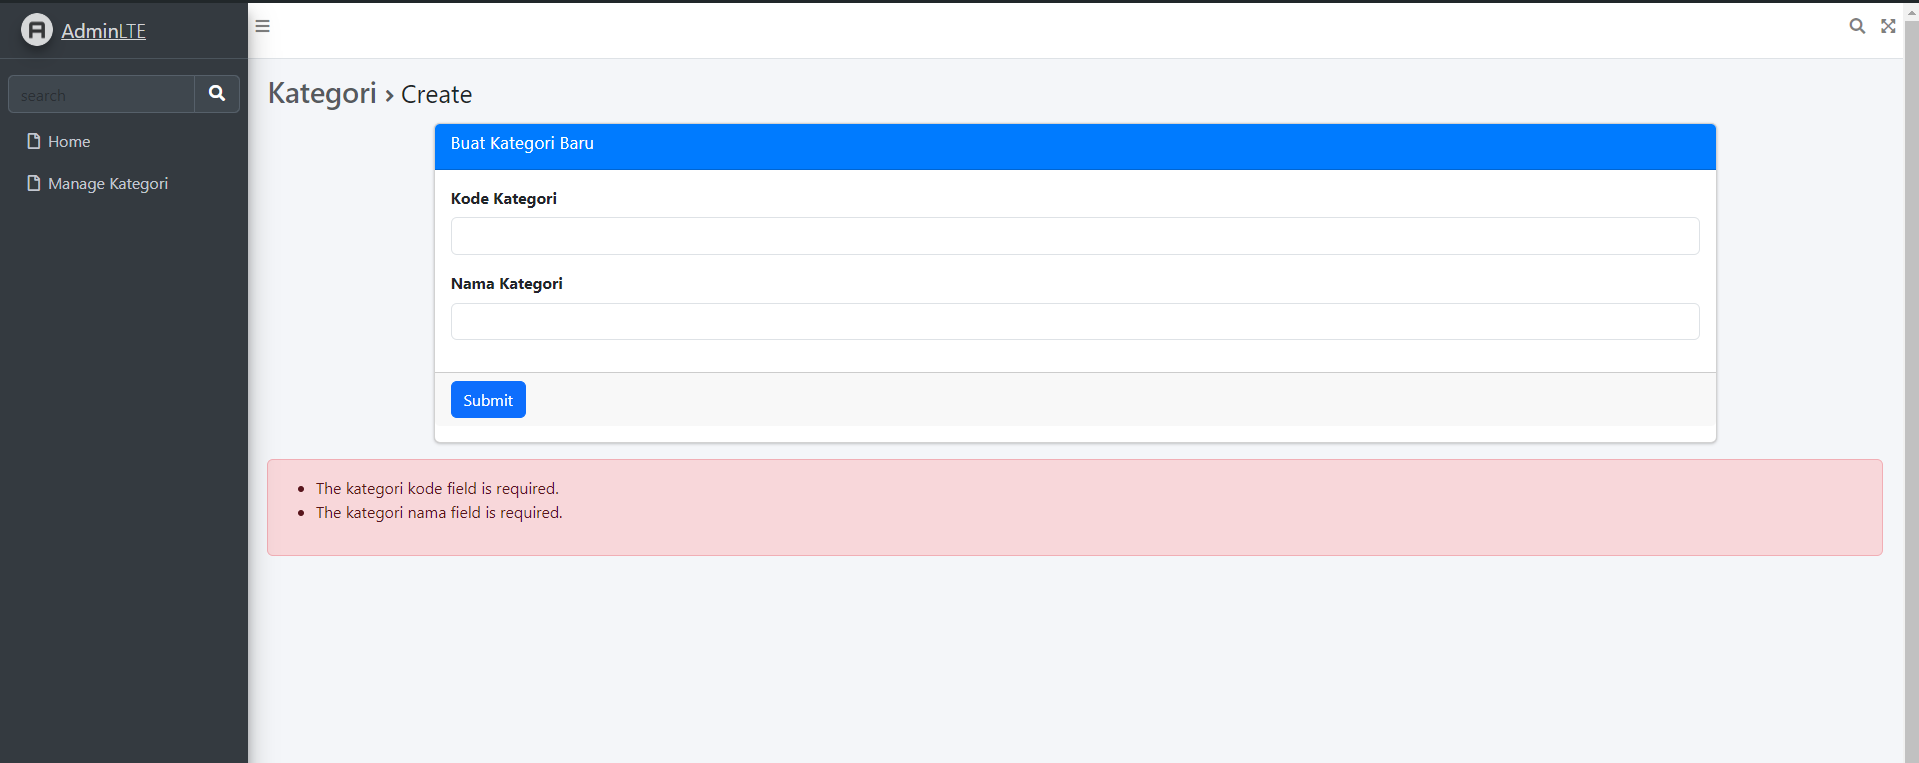 AdminLTE
search
Home
Manage Kategori
Kategori › Create
Buat Kategori Baru
Kode Kategori
Nama Kategori
Submit
The kategori kode field is required.
The kategori nama field is required.